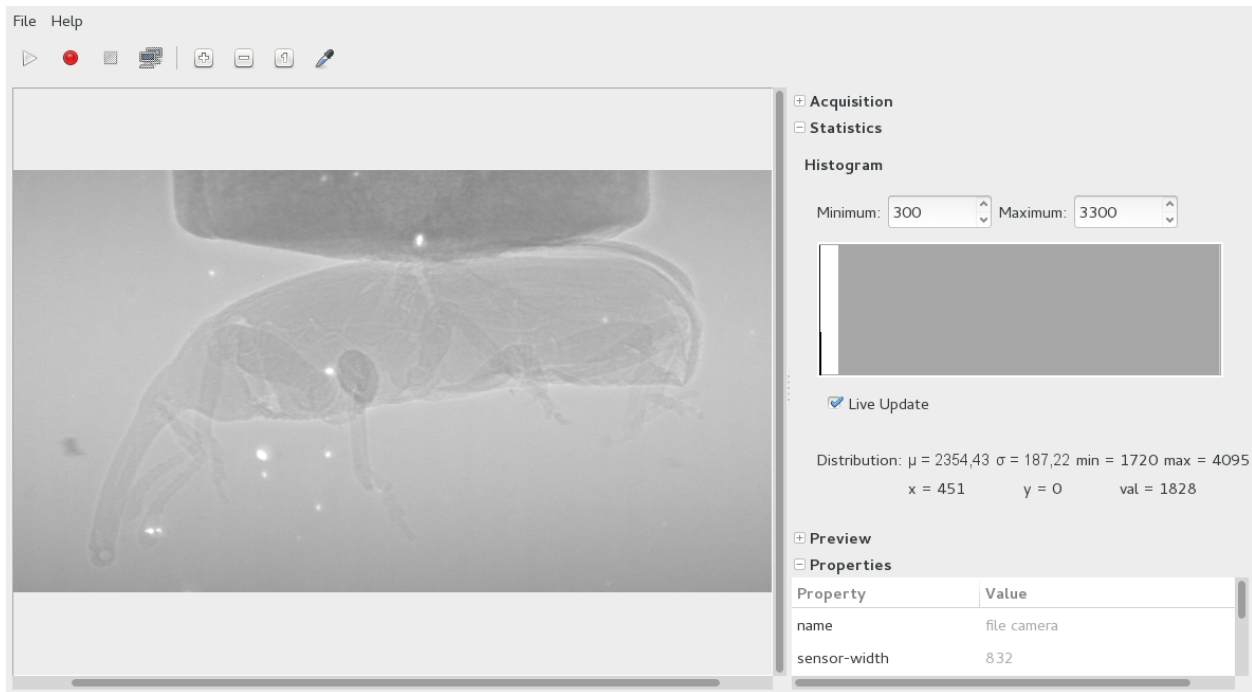 File Help
Acquisition
Statistics
Histogram
Minimum: 300 Maximum: 3300
Live Update
Distribution: μ = 2354,43 σ = 187,22 min = 1720 max = 4095
x = 451 y = 0 val = 1828
Preview
Properties
Property Value
name file camera
sensor-width 832